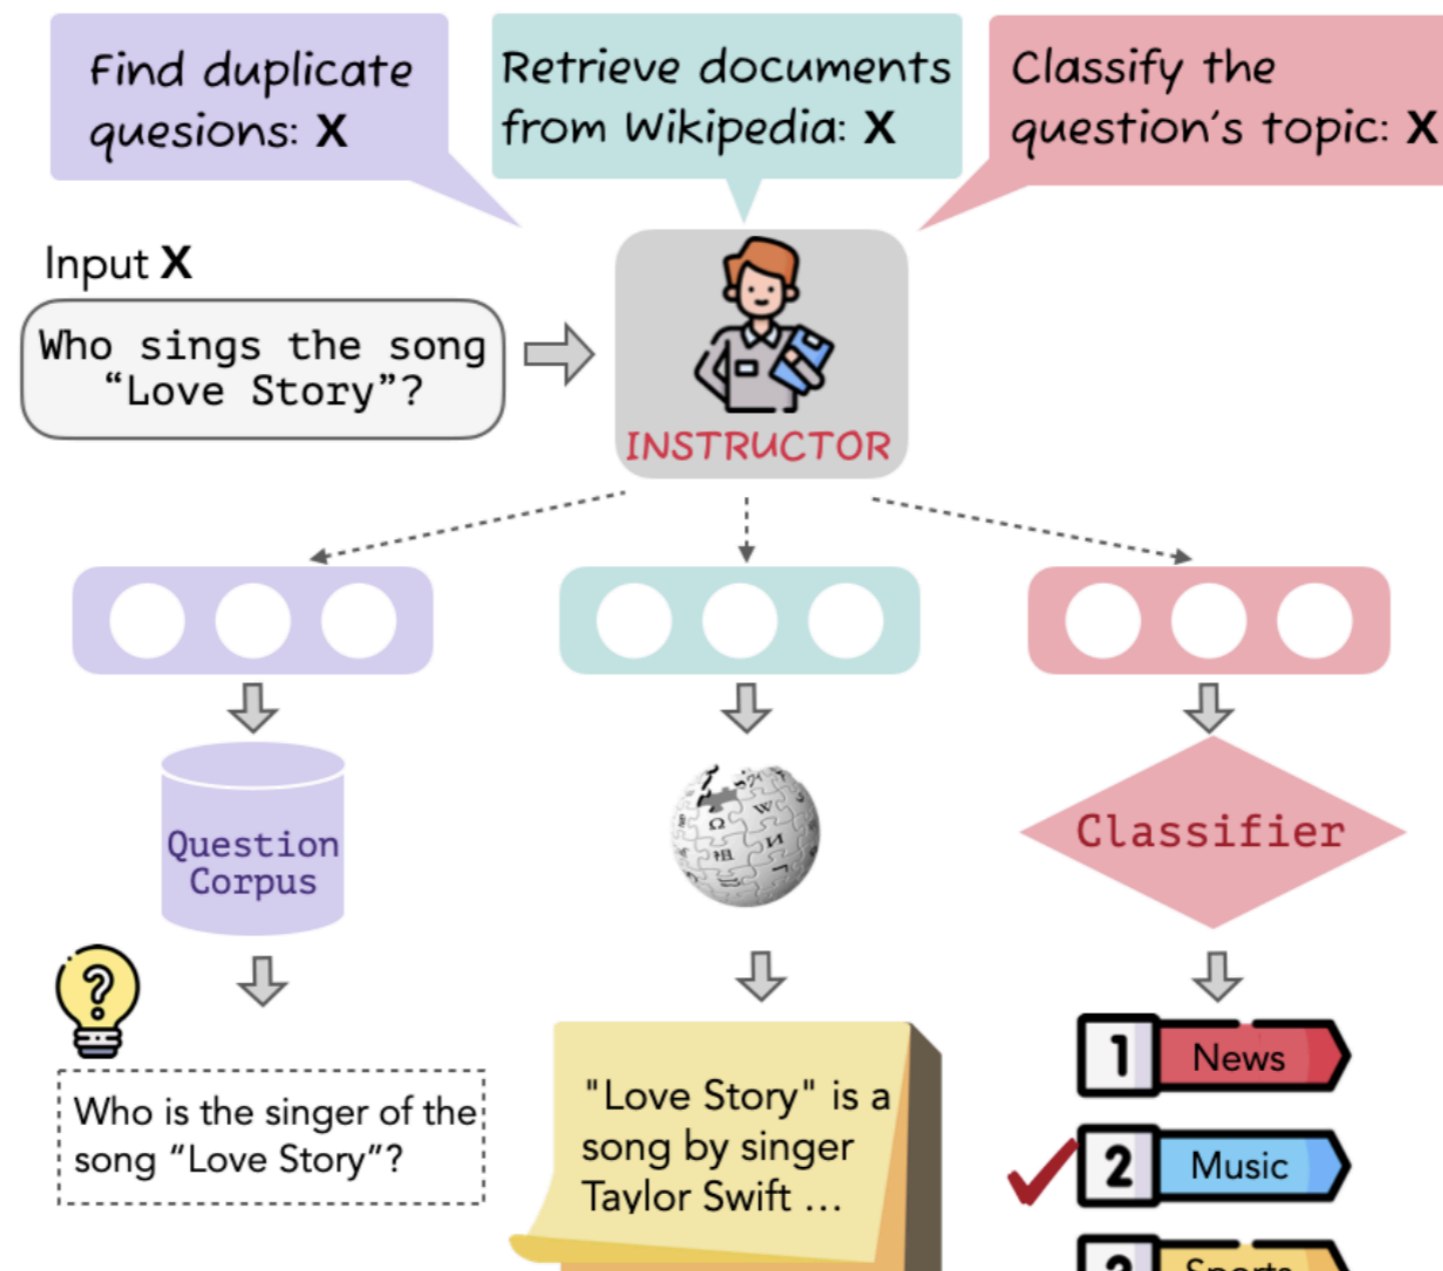 Find duplicate
quesions: X
Retrieve documents
from Wikipedia: X
Classify the
question's topic: X
Input X
Who sings the song
“Love Story”?
INSTRUCTOR
Question
Corpus
Classifier
Who is the singer of the
song “Love Story”?
"Love Story" is a
song by singer
Taylor Swift ...
1 News
2 Music
3 Sports